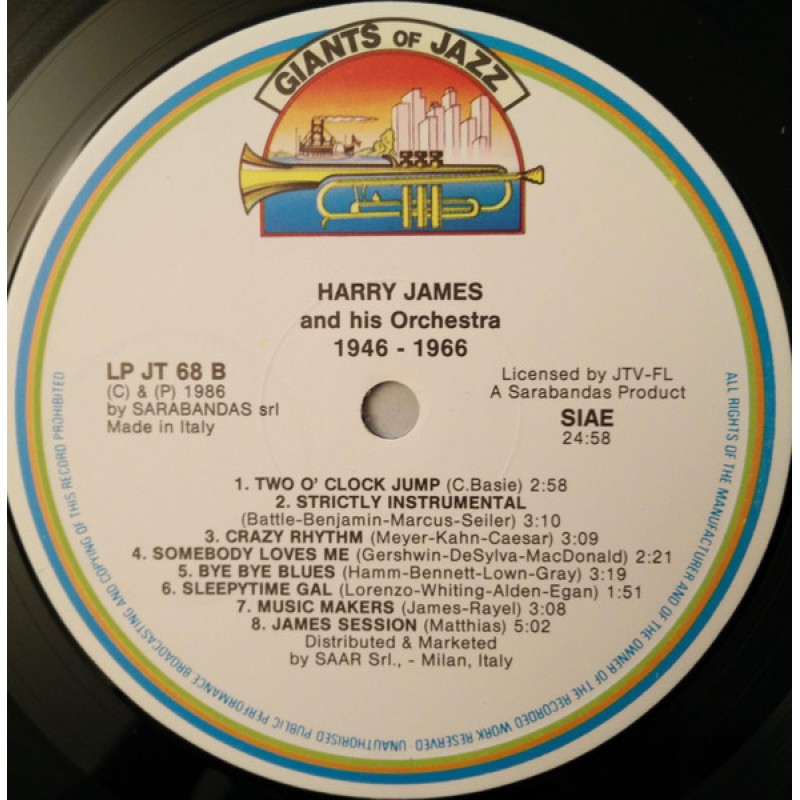 GIANTS OF JAZZ
HARRY JAMES
and his Orchestra
1946 - 1966
LP JT 68 B
(C) & (P) 1986
by SARABANDAS srl
Made in Italy
Licensed by JTV-FL
A Sarabandas Product
SIAE
24:58
1. TWO O' CLOCK JUMP (C.Basie) 2:58
2. STRICTLY INSTRUMENTAL
(Battle-Benjamin-Marcus-Seiler) 3:10
3. CRAZY RHYTHM (Meyer-Kahn-Caesar) 3:09
4. SOMEBODY LOVES ME (Gershwin-DeSylva-MacDonald) 2:21
5. BYE BYE BLUES (Hamm-Bennett-Lown-Gray) 3:19
6. SLEEPYTIME GAL (Lorenzo-Whiting-Alden-Egan) 1:51
7. MUSIC MAKERS (James-Rayel) 3:08
8. JAMES SESSION (Matthias) 5:02
Distributed & Marketed
by SAAR Srl., - Milan, Italy
ALL RIGHTS OF THE MANUFACTURER AND OF THE OWNER OF THE RECORDED WORK RESERVED - UNAUTHORISED PUBLIC PERFORMANCE BROADCASTING AND COPYING OF THIS RECORD PROHIBITED